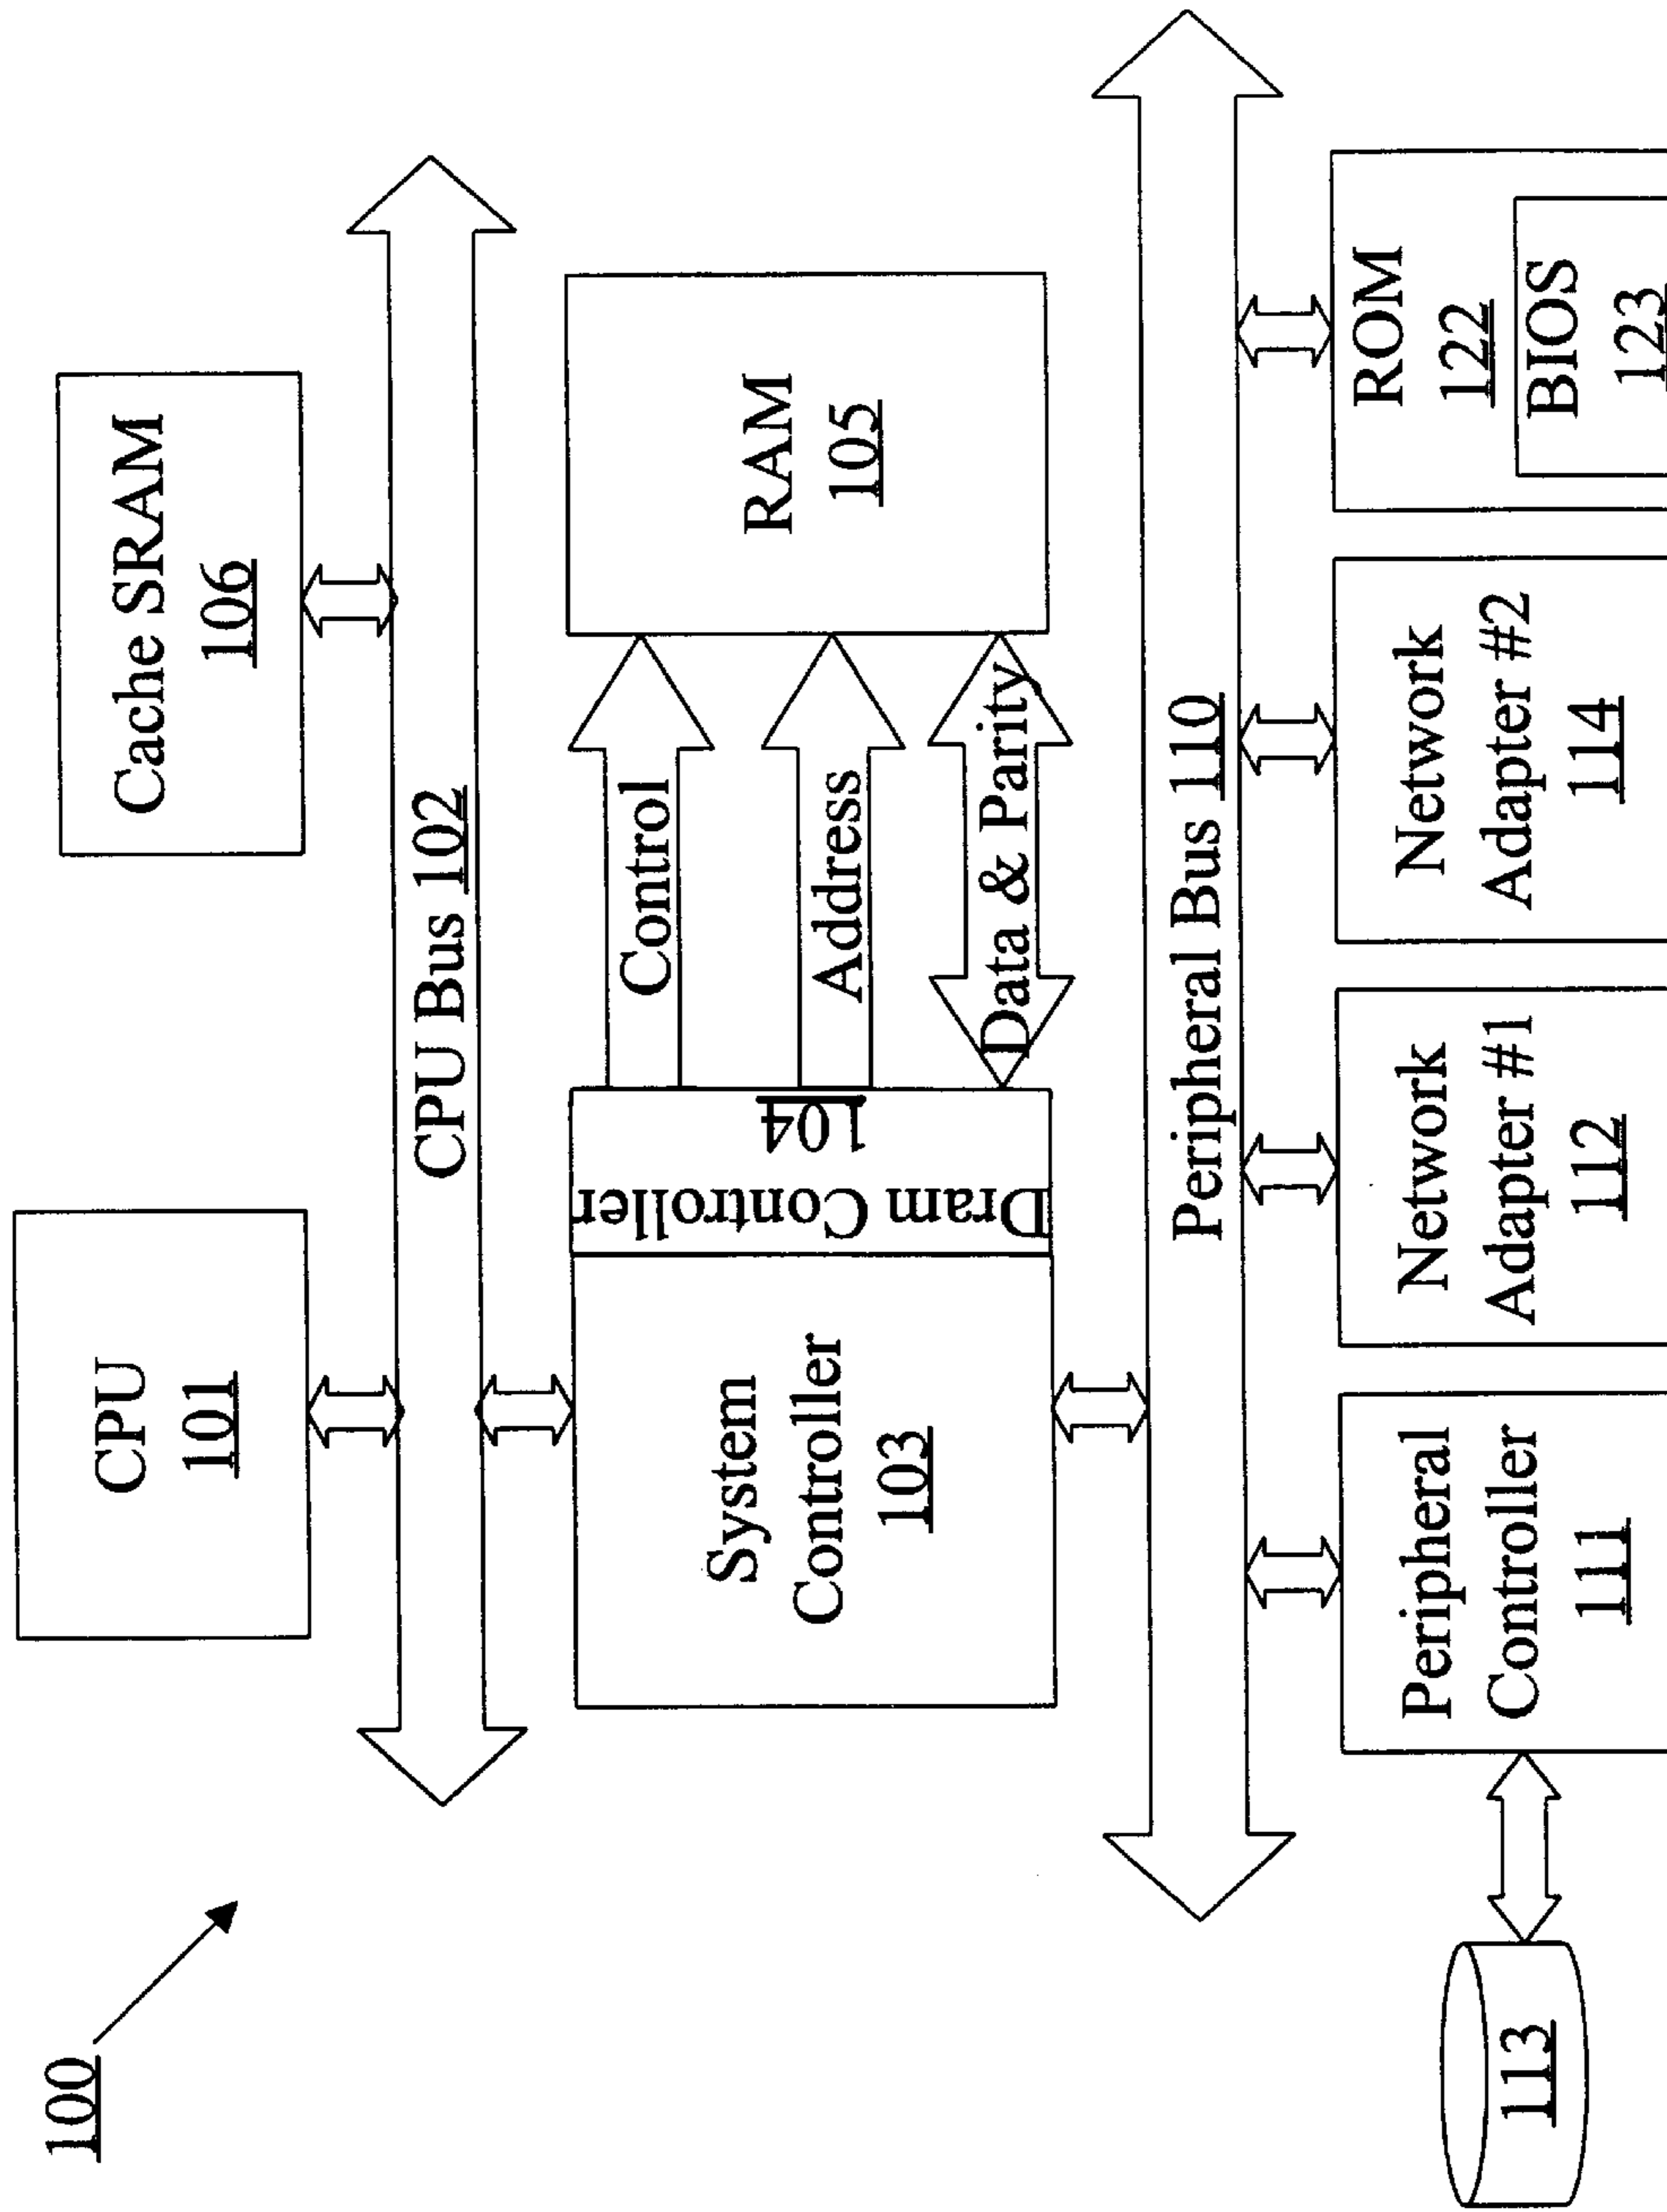 100
CPU
101
Cache SRAM
106
CPU Bus 102
System
Controller
103
Dram Controller
104
Control
Address
Data & Parity
RAM
105
Peripheral Bus 110
113
Peripheral
Controller
111
Network
Adapter #1
112
Network
Adapter #2
114
ROM
122
BIOS
123